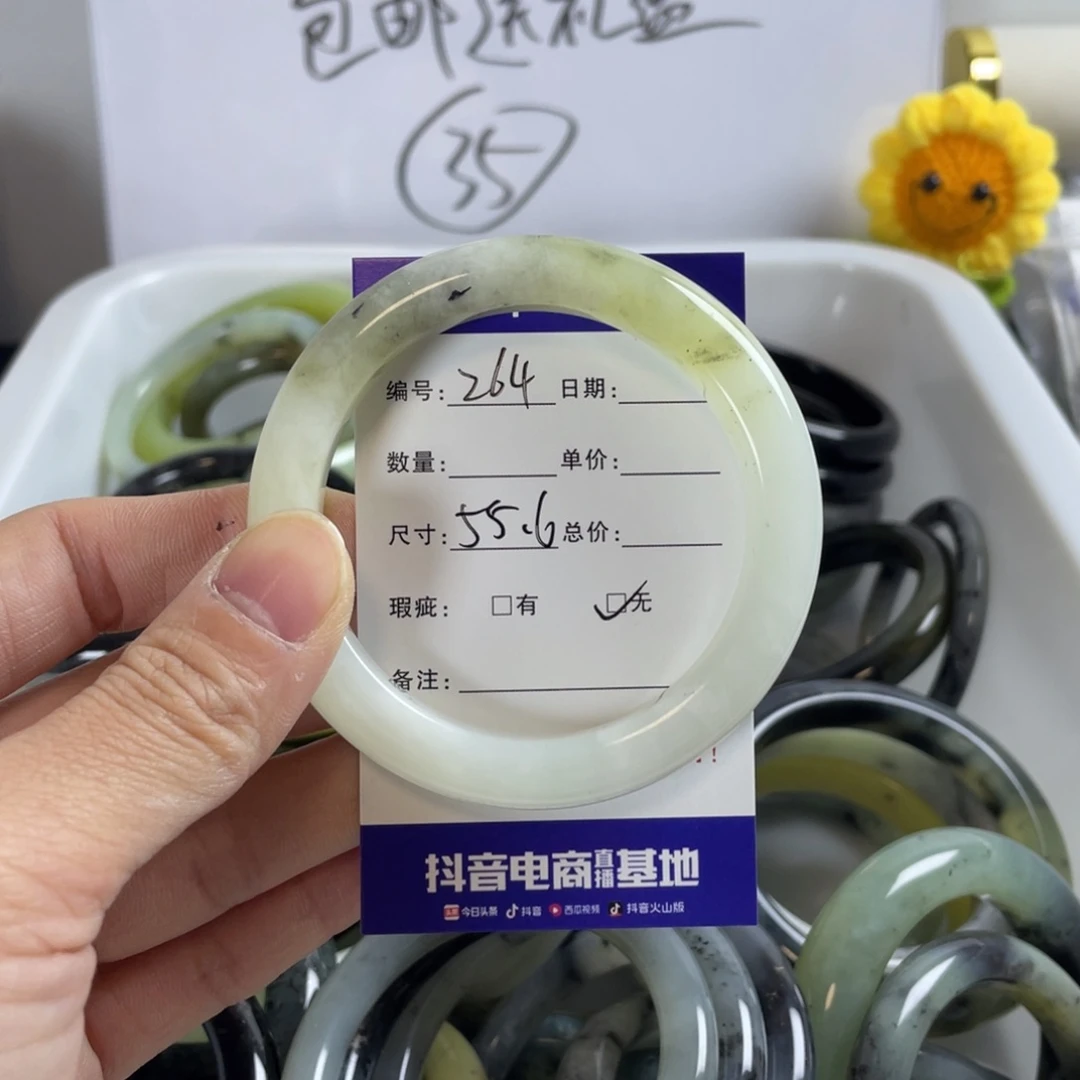 包邮送礼盒
35
编号: 264 日期:
数量: 单价:
尺寸: 55.6 总价:
瑕疵: □有 ☑无
备注:
!
抖音电商直播基地
头条 今日头条 抖音 西瓜视频 抖音火山版